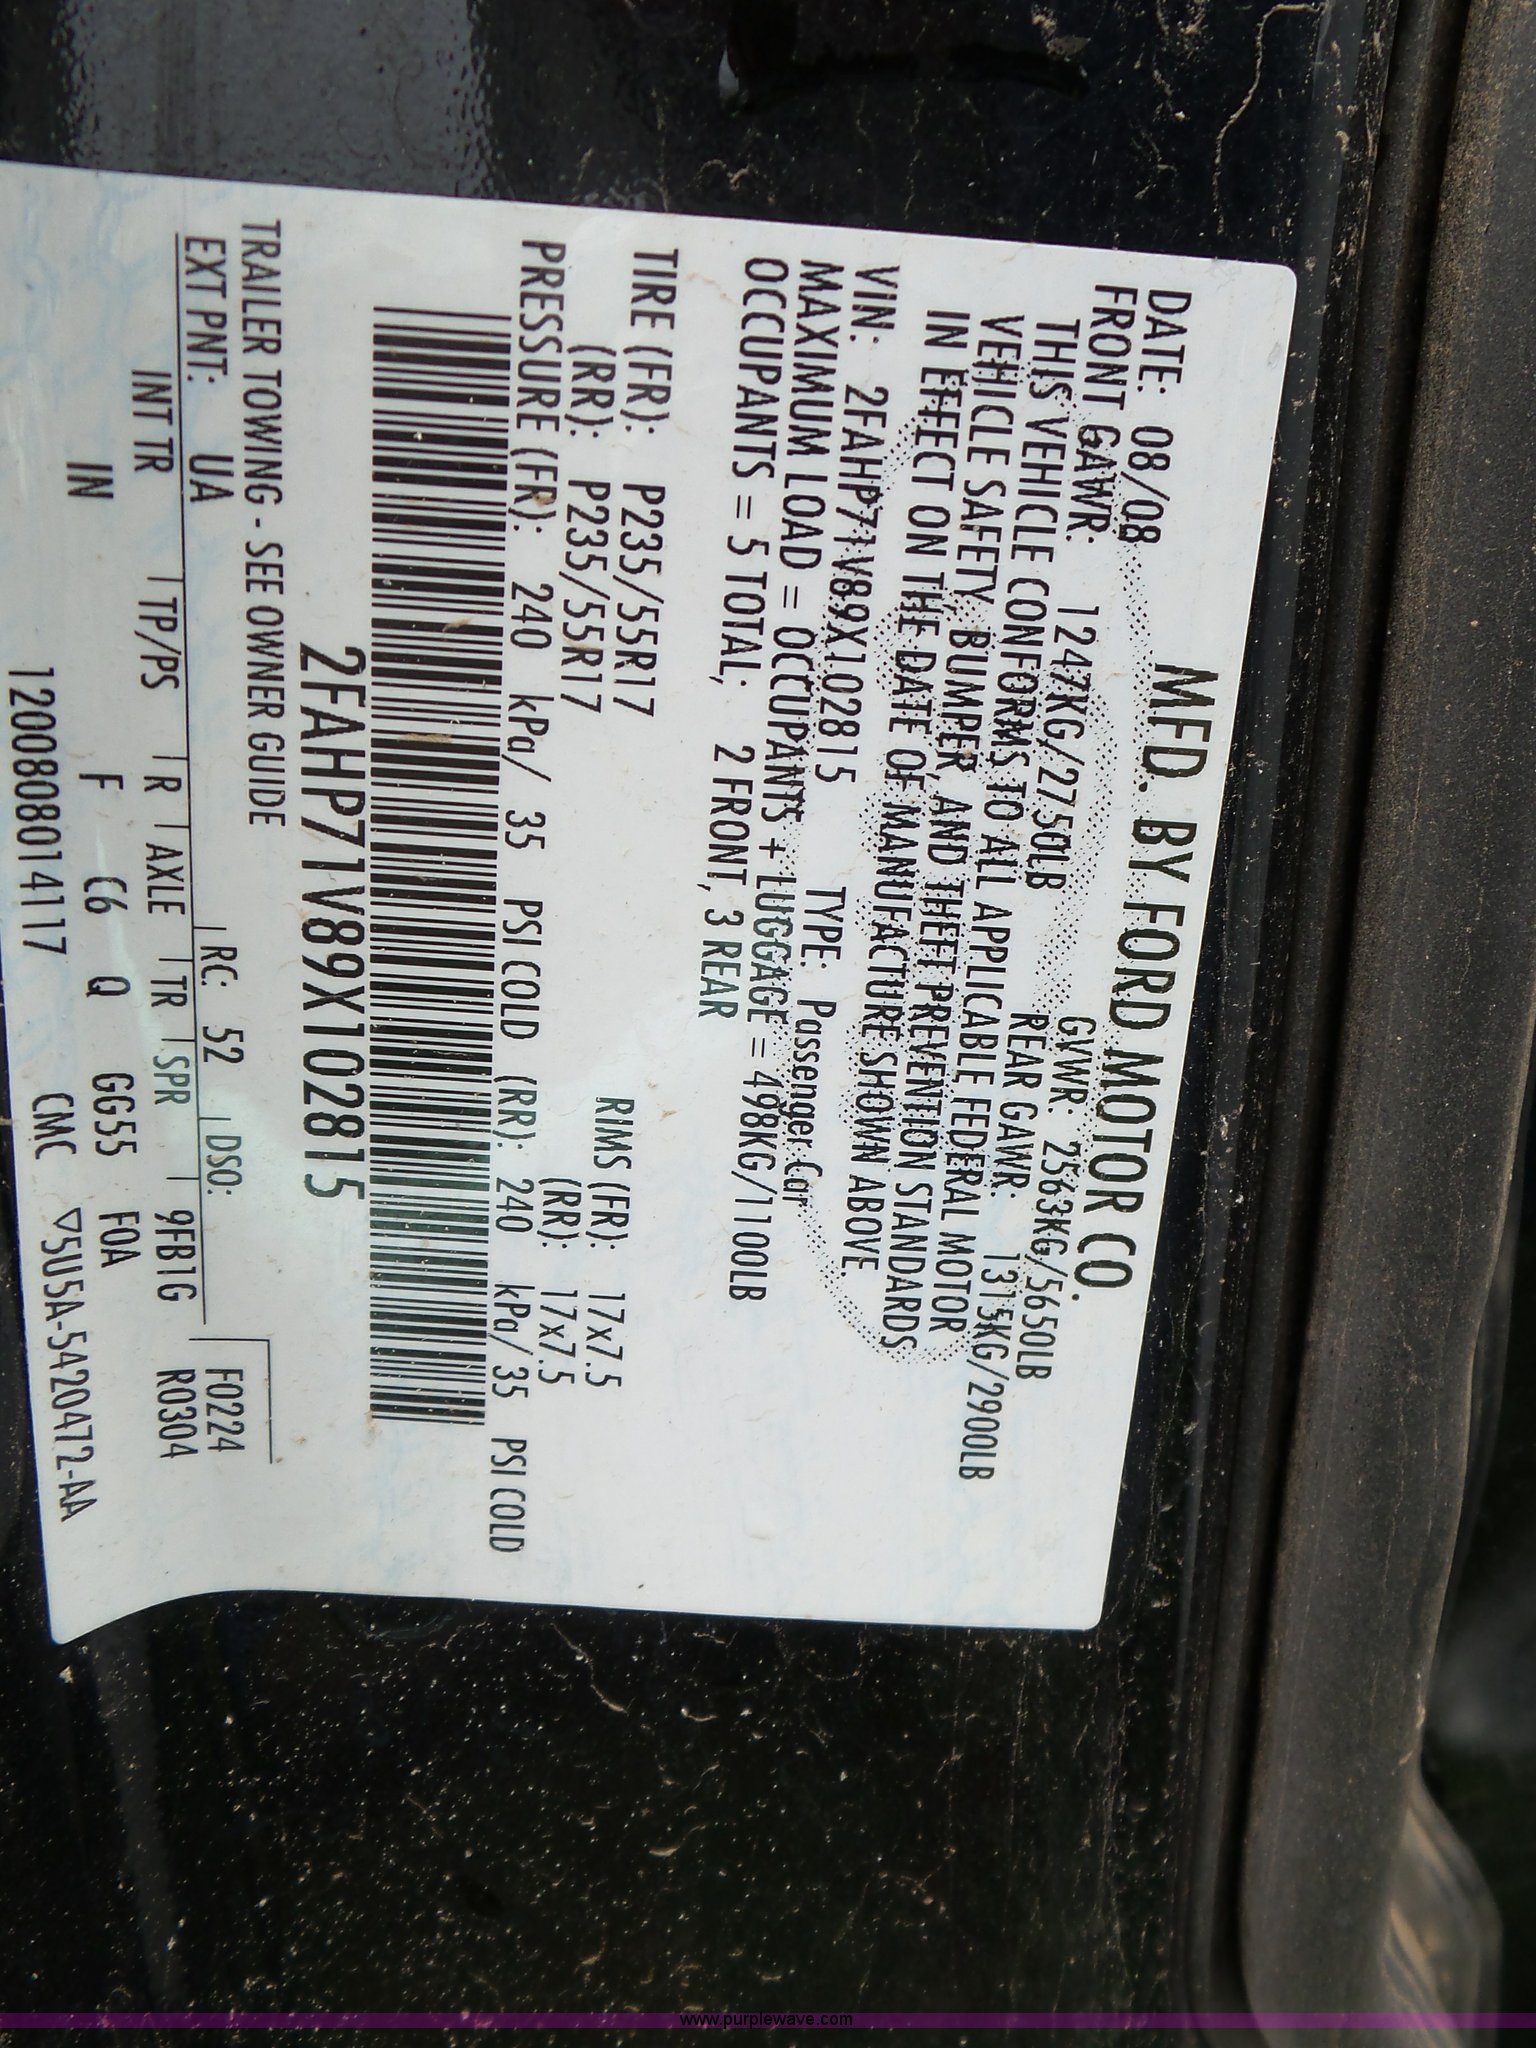 MFD. BY FORD MOTOR CO.
DATE: 08/08 GVWR: 2563KG/5650LB
FRONT GAWR: 1247KG/2750LB REAR GAWR: 1315KG/2900LB
THIS VEHICLE CONFORMS TO ALL APPLICABLE FEDERAL MOTOR
VEHICLE SAFETY, BUMPER, AND THEFT PREVENTION STANDARDS
IN EFFECT ON THE DATE OF MANUFACTURE SHOWN ABOVE.
VIN: 2FAHP71V89X102815 TYPE: Passenger Car
MAXIMUM LOAD = OCCUPANTS + LUGGAGE = 498KG/1100LB
OCCUPANTS = 5 TOTAL; 2 FRONT, 3 REAR
TIRE (FR): P235/55R17 RIMS (FR): 17x7.5
(RR): P235/55R17 (RR): 17x7.5
PRESSURE (FR): 240 kPa/ 35 PSI COLD (RR): 240 kPa/ 35 PSI COLD
2FAHP71V89X102815
TRAILER TOWING - SEE OWNER GUIDE
F0224
R0304
EXT PNT: UA RC: 52 DSO:
INT TR TP/PS R AXLE TR SPR 9FB1G
IN F C6 Q GG55 F0A
1200808014117 CMC ▽5U5A-5420472-AA
www.purplewave.com